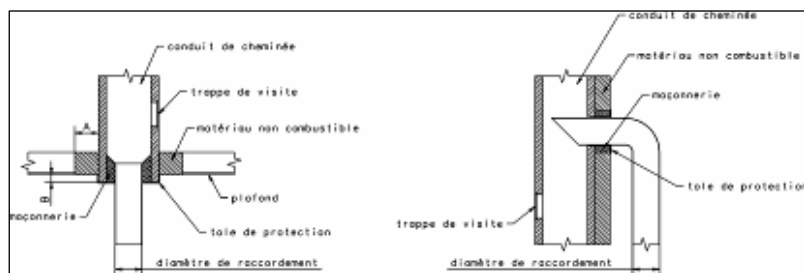 conduit de cheminée
trappe de visite
matériau non combustible
A
B
plafond
maçonnerie
tole de protection
diamètre de raccordement
conduit de cheminée
matériau non combustible
maçonnerie
tole de protection
trappe de visite
diamètre de raccordement